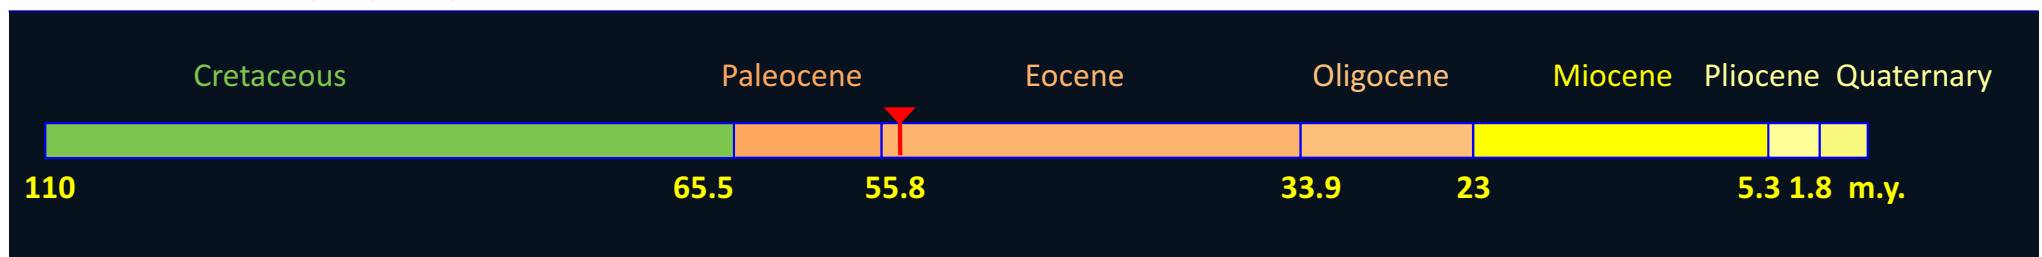 Cretaceous Paleocene Eocene Oligocene Miocene Pliocene Quaternary
110 65.5 55.8 33.9 23 5.3 1.8 m.y.